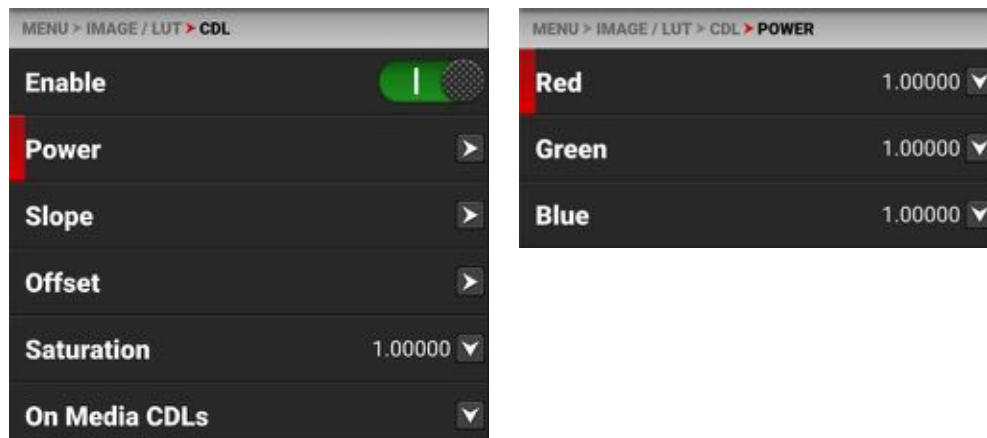 MENU > IMAGE / LUT > CDL
Enable
Power
Slope
Offset
Saturation 1.00000
On Media CDLs
MENU > IMAGE / LUT > CDL > POWER
Red 1.00000
Green 1.00000
Blue 1.00000